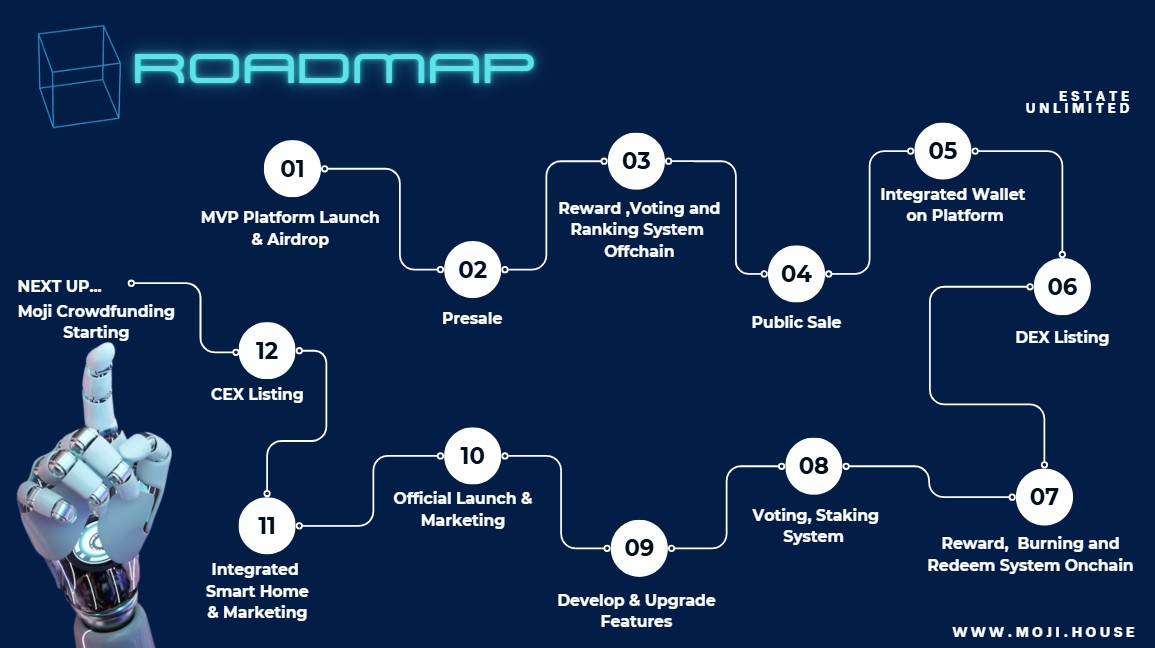 ROADMAP
ESTATE
UNLIMITED
01
MVP Platform Launch
& Airdrop
02
Presale
03
Reward ,Voting and
Ranking System
Offchain
04
Public Sale
05
Integrated Wallet
on Platform
06
DEX Listing
07
Reward,  Burning and
Redeem System Onchain
08
Voting, Staking
System
09
Develop & Upgrade
Features
10
Official Launch &
Marketing
11
Integrated
Smart Home
& Marketing
12
CEX Listing
NEXT UP...
Moji Crowdfunding
Starting
WWW.MOJI.HOUSE